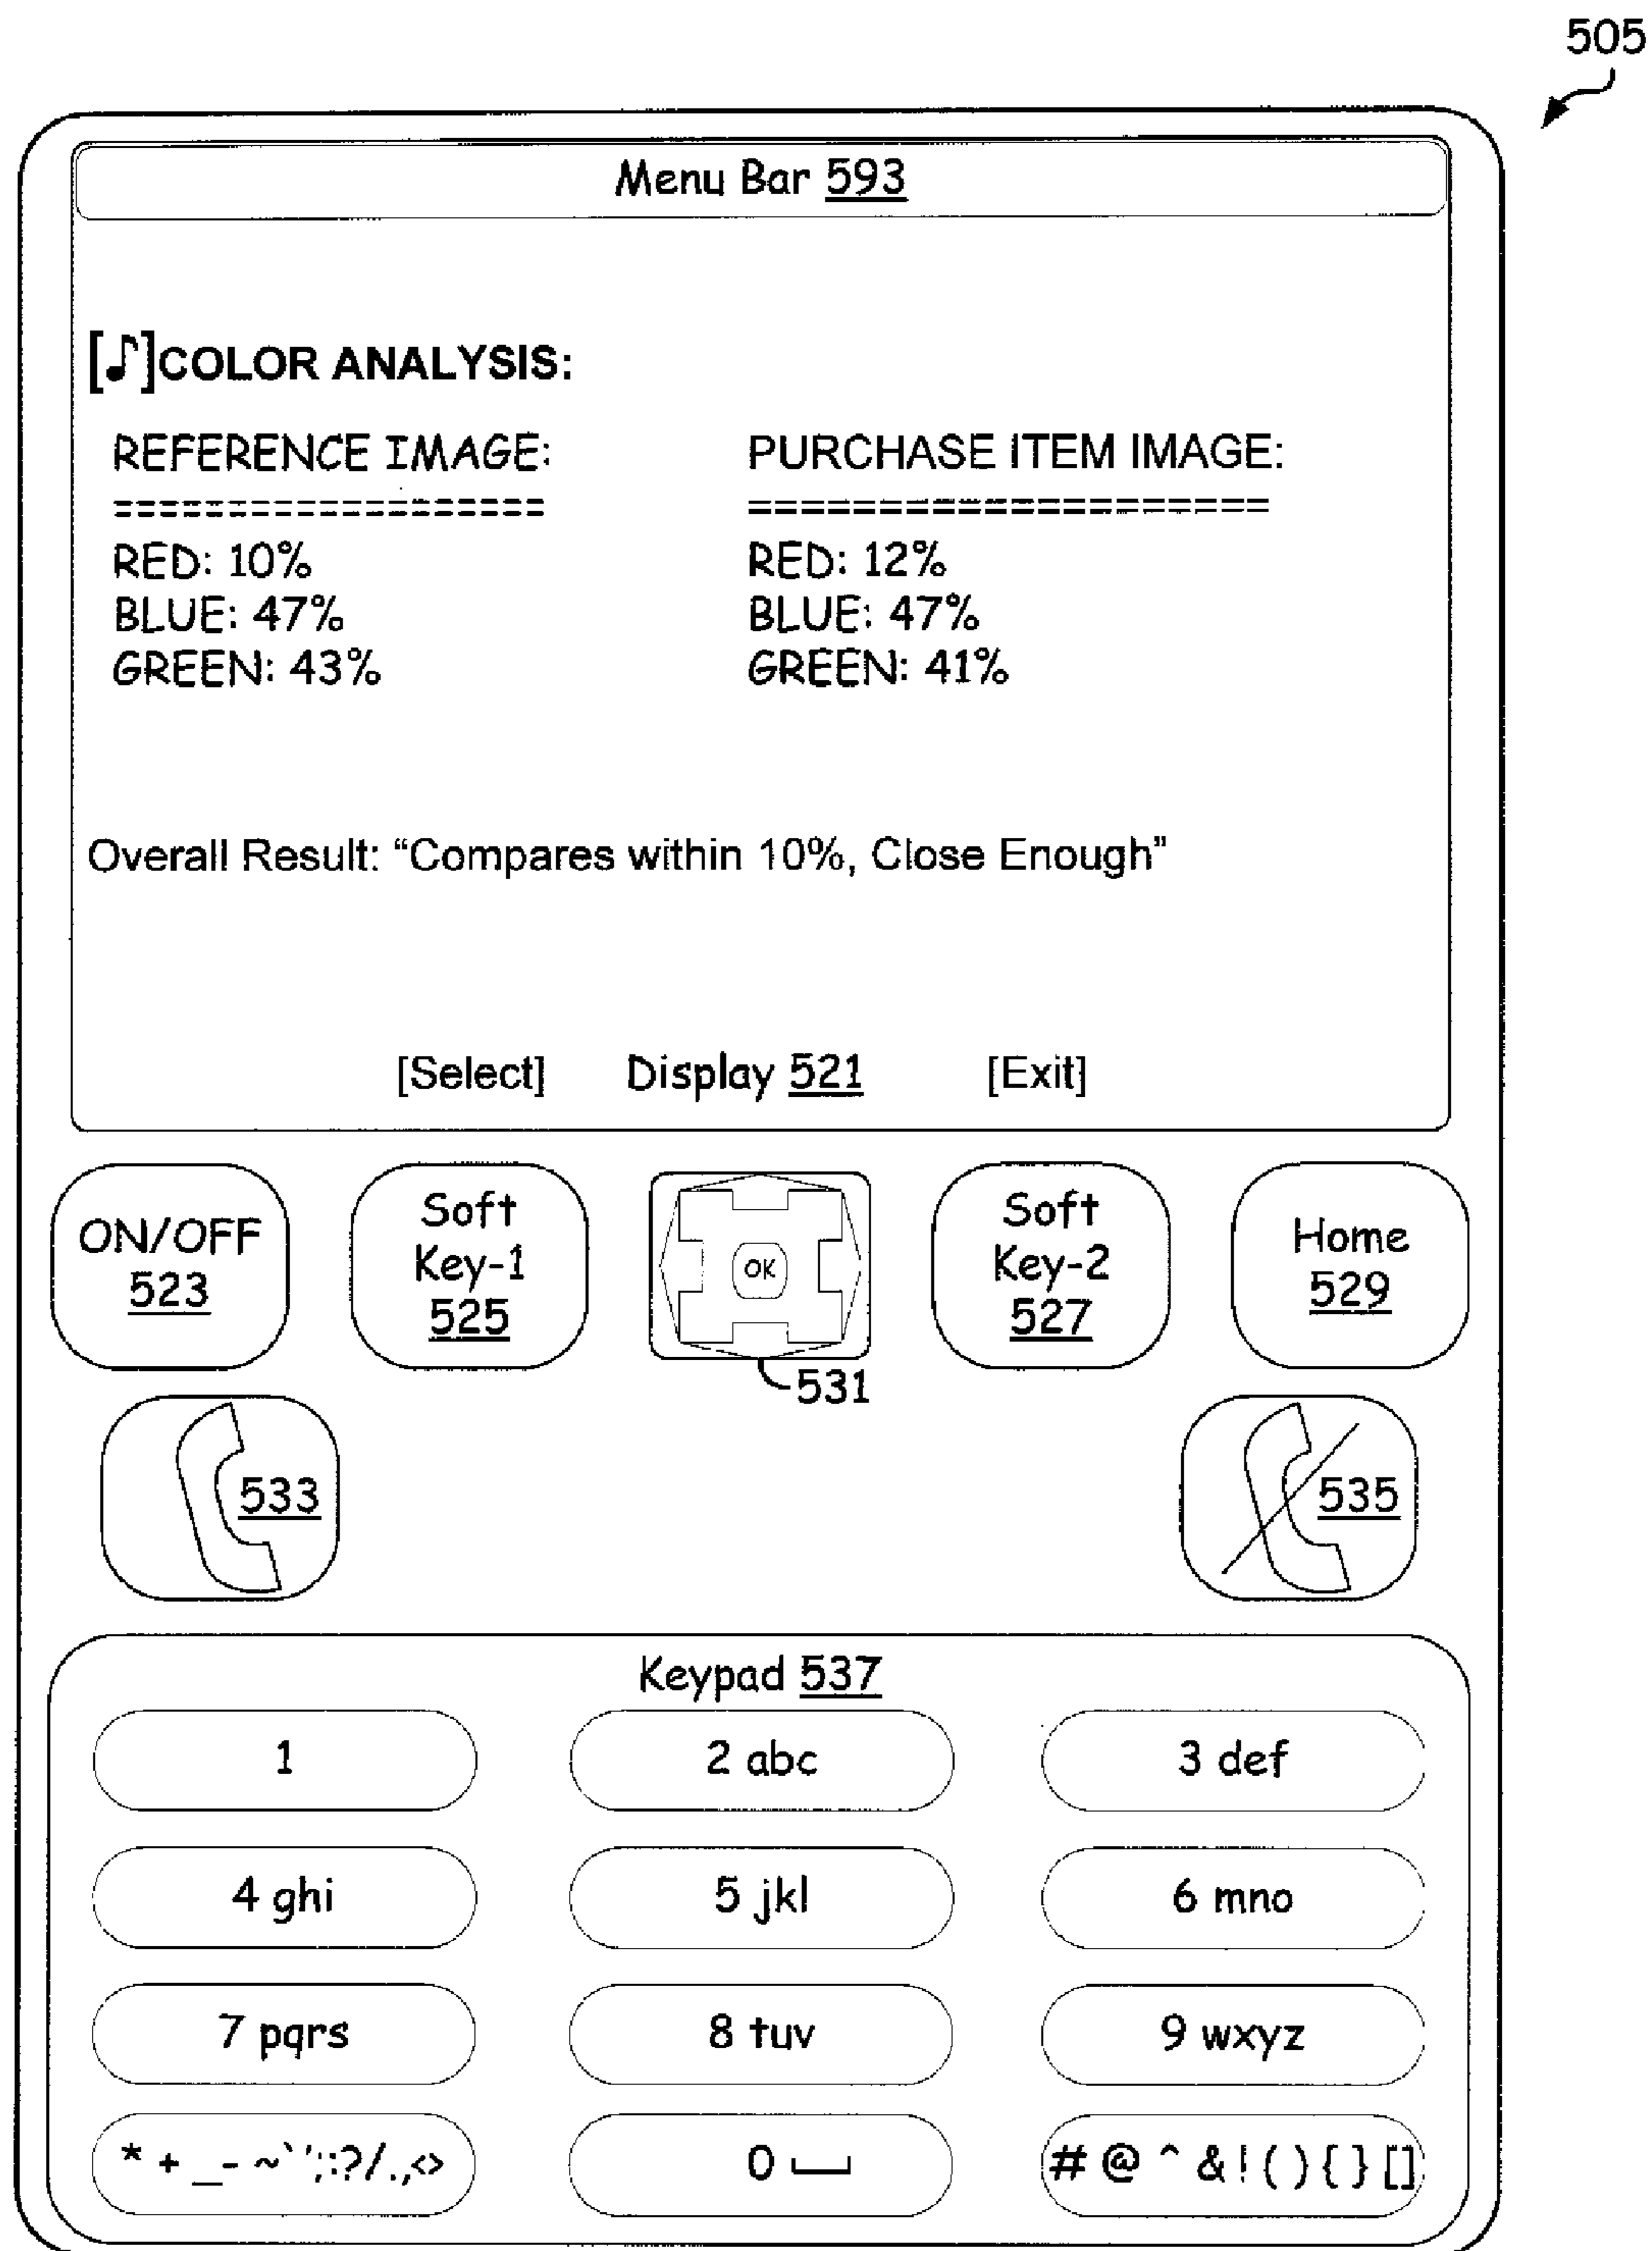 505
Menu Bar 593
[♪]COLOR ANALYSIS:
REFERENCE IMAGE: PURCHASE ITEM IMAGE:
=================== ====================
RED: 10% RED: 12%
BLUE: 47% BLUE: 47%
GREEN: 43% GREEN: 41%
Overall Result: “Compares within 10%, Close Enough”
[Select] Display 521 [Exit]
ON/OFF
523
Soft
Key-1
525
OK
531
Soft
Key-2
527
Home
529
533
535
Keypad 537
1 2 abc 3 def
4 ghi 5 jkl 6 mno
7 pqrs 8 tuv 9 wxyz
* + _- ~`';:?/.,<> 0 ⎵ # @ ^ & ! ( ) { } []